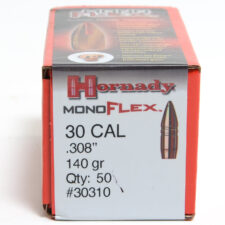 Hornady
MONOFLEX
30 CAL
.308"
140 gr
Qty: 50
#30310